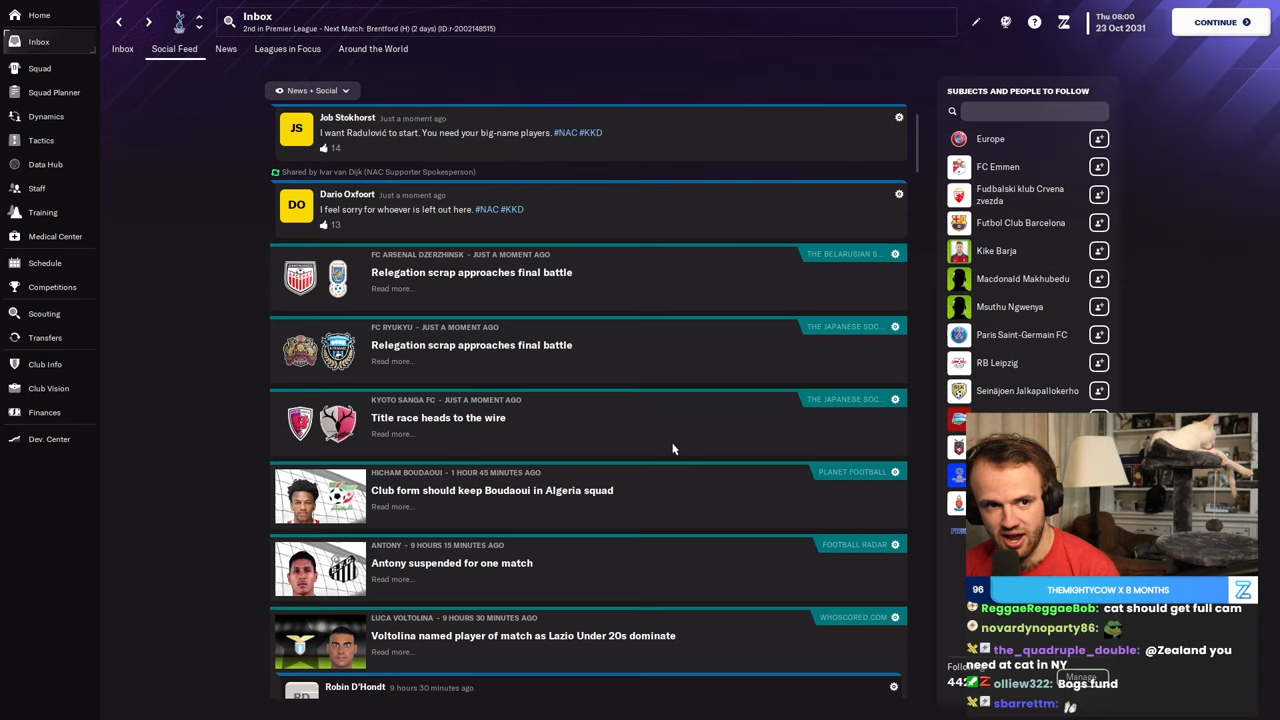 Home
Inbox
Squad
Squad Planner
Dynamics
Tactics
Data Hub
Staff
Training
Medical Center
Schedule
Competitions
Scouting
Transfers
Club Info
Club Vision
Finances
Dev. Center
Inbox
2nd in Premier League - Next Match: Brentford (H) (2 days) (ID:r-2002148515)
Thu 08:00
23 Oct 2031
CONTINUE
Inbox
Social Feed
News
Leagues in Focus
Around the World
News + Social
JS
Job Stokhorst Just a moment ago
I want Radulović to start. You need your big-name players. #NAC #KKD
14
Shared by Ivar van Dijk (NAC Supporter Spokesperson)
DO
Dario Oxfoort Just a moment ago
I feel sorry for whoever is left out here. #NAC #KKD
13
FC ARSENAL DZERZHINSK - JUST A MOMENT AGO
THE BELARUSIAN S...
Relegation scrap approaches final battle
Read more...
FC RYUKYU - JUST A MOMENT AGO
THE JAPANESE SOC...
Relegation scrap approaches final battle
Read more...
KYOTO SANGA FC - JUST A MOMENT AGO
THE JAPANESE SOC...
Title race heads to the wire
Read more...
HICHAM BOUDAOUI - 1 HOUR 45 MINUTES AGO
PLANET FOOTBALL
Club form should keep Boudaoui in Algeria squad
Read more...
ANTONY - 9 HOURS 15 MINUTES AGO
FOOTBALL RADAR
Antony suspended for one match
Read more...
LUCA VOLTOLINA - 9 HOURS 30 MINUTES AGO
WHOSCORED.COM
Voltolina named player of match as Lazio Under 20s dominate
Read more...
RD
Robin D'Hondt 9 hours 30 minutes ago
SUBJECTS AND PEOPLE TO FOLLOW
Europe
FC Emmen
Fudbalski klub Crvena
zvezda
Futbol Club Barcelona
Kike Barja
Macdonald Makhubedu
Msuthu Ngwenya
Paris Saint-Germain FC
RB Leipzig
Seinäjoen Jalkapallokerho
96
THEMIGHTYCOW X 8 MONTHS
ReggaeReggaeBob: cat should get full cam
novardynoparty86:
the_quadruple_double: @Zealand you
need at cat in NY
Manage
olliew322: Bogs fund
sbarrettm: